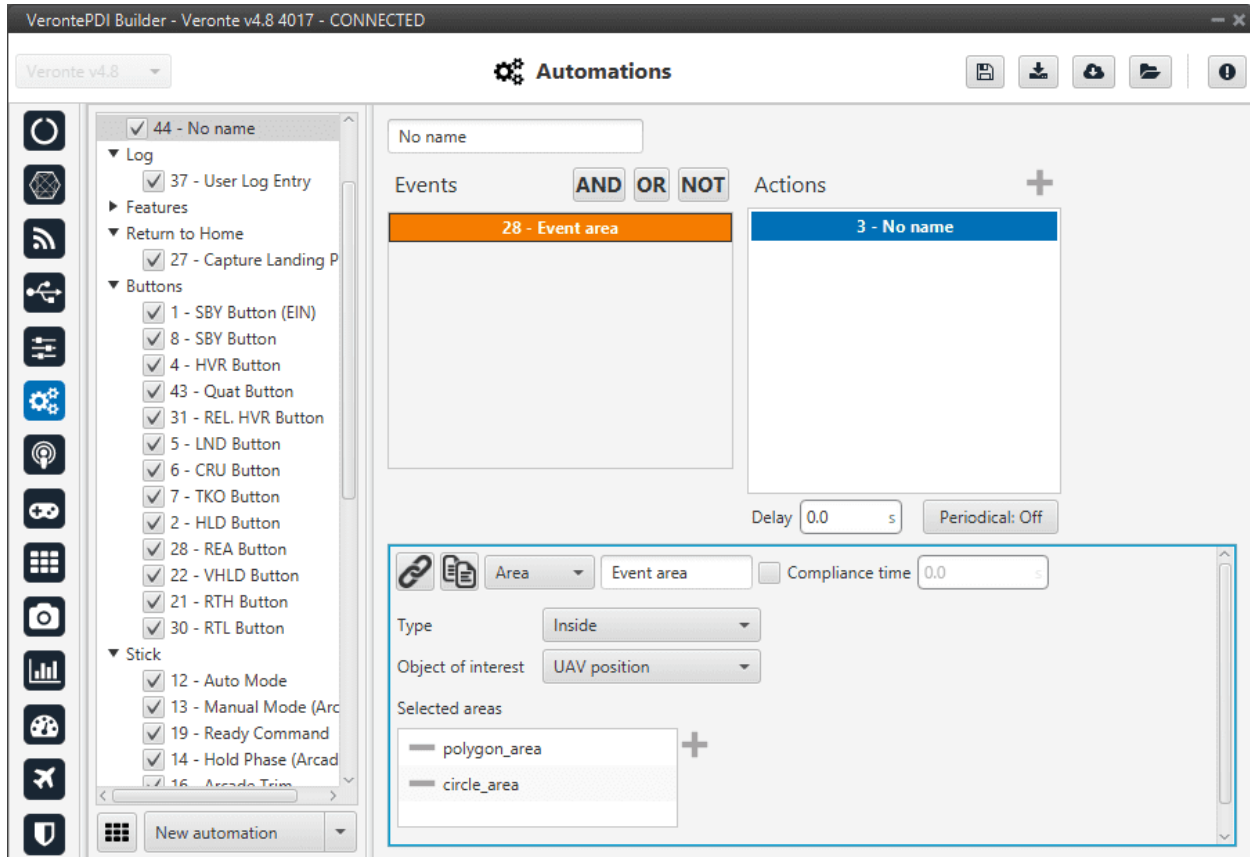 VerontePDI Builder - Veronte v4.8 4017 - CONNECTED
Veronte v4.8
Automations
44 - No name
Log
37 - User Log Entry
Features
Return to Home
27 - Capture Landing P
Buttons
1 - SBY Button (EIN)
8 - SBY Button
4 - HVR Button
43 - Quat Button
31 - REL. HVR Button
5 - LND Button
6 - CRU Button
7 - TKO Button
2 - HLD Button
28 - REA Button
22 - VHLD Button
21 - RTH Button
30 - RTL Button
Stick
12 - Auto Mode
13 - Manual Mode (Arc
19 - Ready Command
14 - Hold Phase (Arcad
16 - Arcade Trim
New automation
No name
Events AND OR NOT
28 - Event area
Actions
3 - No name
Delay 0.0 s Periodical: Off
Area Event area Compliance time 0.0 s
Type Inside
Object of interest UAV position
Selected areas
polygon_area
circle_area